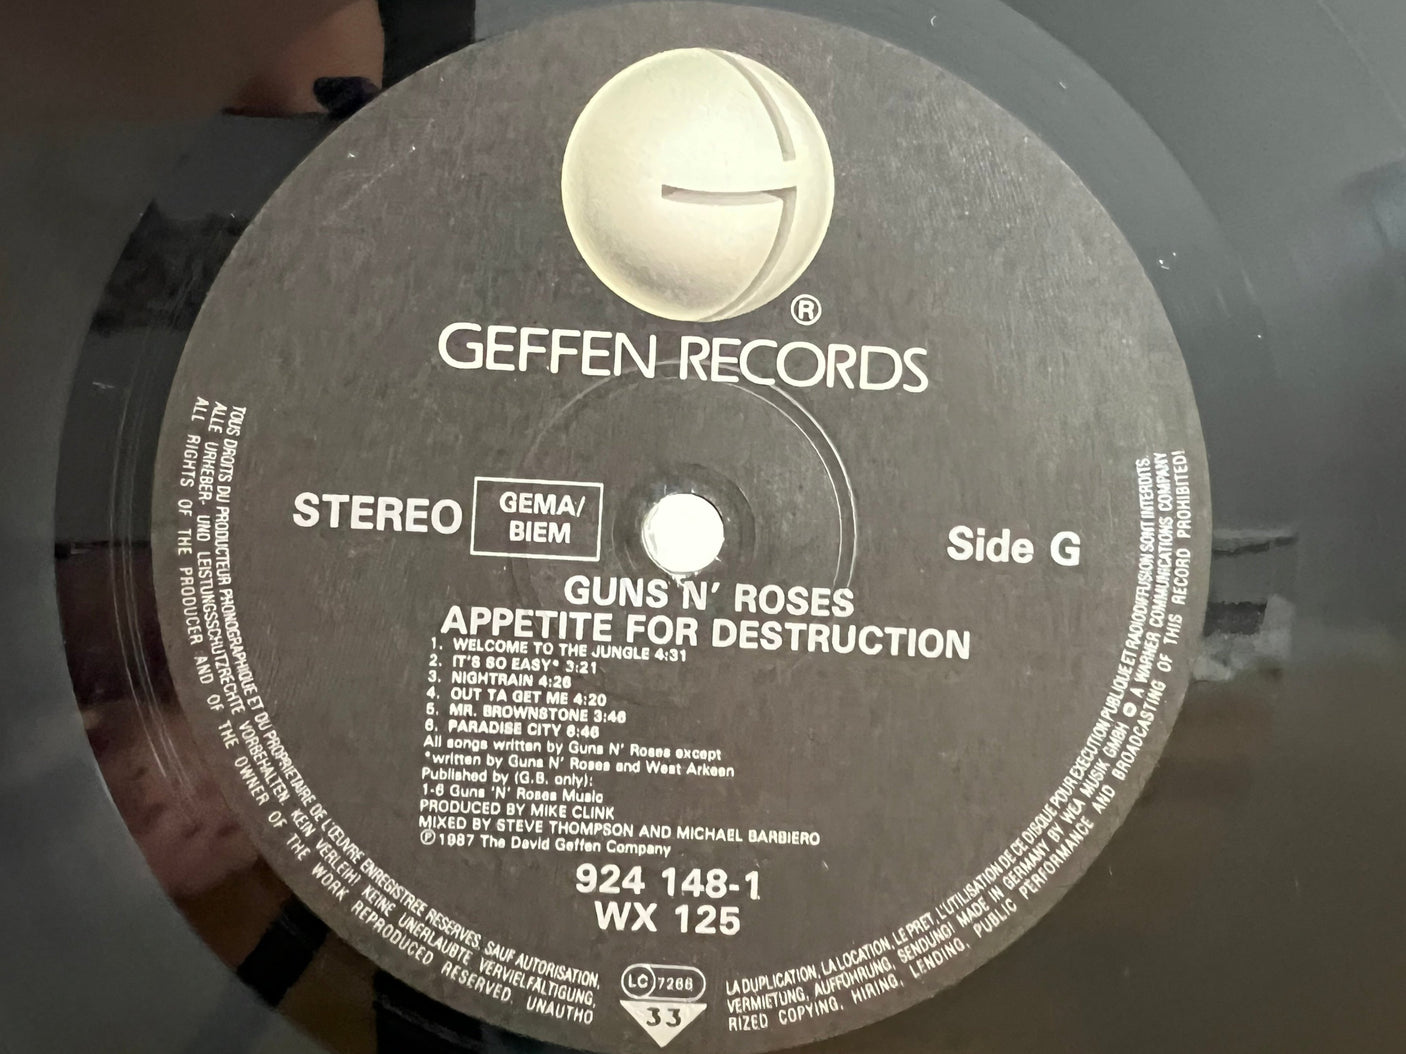 ®
GEFFEN RECORDS
STEREO
GEMA/
BIEM
Side G
GUNS N' ROSES
APPETITE FOR DESTRUCTION
1. WELCOME TO THE JUNGLE 4:31
2. IT'S SO EASY* 3:21
3. NIGHTRAIN 4:26
4. OUT TA GET ME 4:20
5. MR. BROWNSTONE 3:46
6. PARADISE CITY 6:46
All songs written by Guns N' Roses except
*written by Guns N' Roses and West Arkeen
Published by (G.B. only):
1-6 Guns 'N' Roses Music
PRODUCED BY MIKE CLINK
MIXED BY STEVE THOMPSON AND MICHAEL BARBIERO
℗ 1987 The David Geffen Company
924 148-1
WX 125
LC 7266
33
TOUS DROITS DU PRODUCTEUR PHONOGRAPHIQUE ET DU PROPRIETAIRE DE L'ŒUVRE ENREGISTREE RESERVES. SAUF AUTORISATION, LA DUPLICATION, LA LOCATION, LE PRET, L'UTILISATION DE CE DISQUE POUR EXECUTION PUBLIQUE ET RADIODIFFUSION SONT INTERDITS.
ALLE URHEBER- UND LEISTUNGSSCHUTZRECHTE VORBEHALTEN. KEIN VERLEIH! KEINE UNERLAUBTE VERVIELFÄLTIGUNG, VERMIETUNG, AUFFÜHRUNG, SENDUNG! MADE IN GERMANY BY WEA MUSIK GMBH. A WARNER COMMUNICATIONS COMPANY
ALL RIGHTS OF THE PRODUCER AND OF THE OWNER OF THE WORK REPRODUCED RESERVED. UNAUTHORIZED COPYING, HIRING, LENDING, PUBLIC PERFORMANCE AND BROADCASTING OF THIS RECORD PROHIBITED!